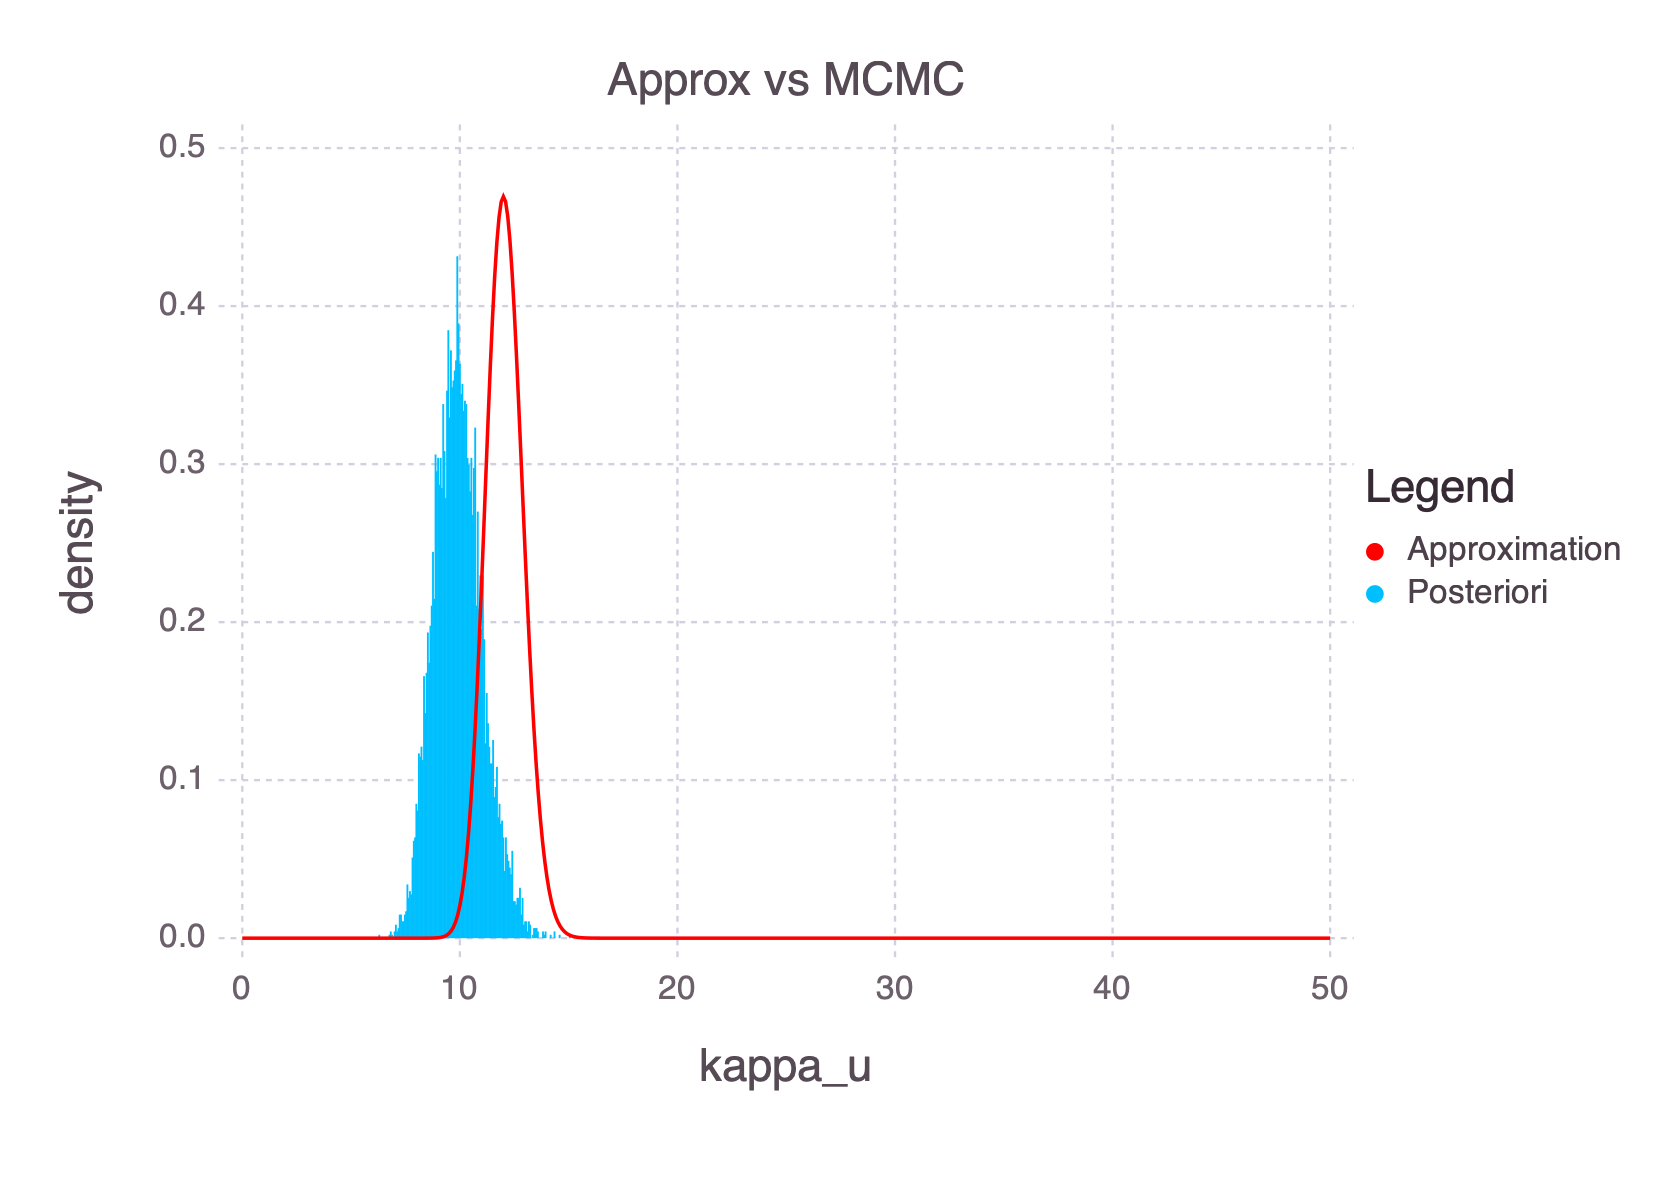 Approx vs MCMC
0.5
0.4
0.3
0.2
0.1
0.0
density
0 10 20 30 40 50
kappa_u
Legend
Approximation
Posteriori